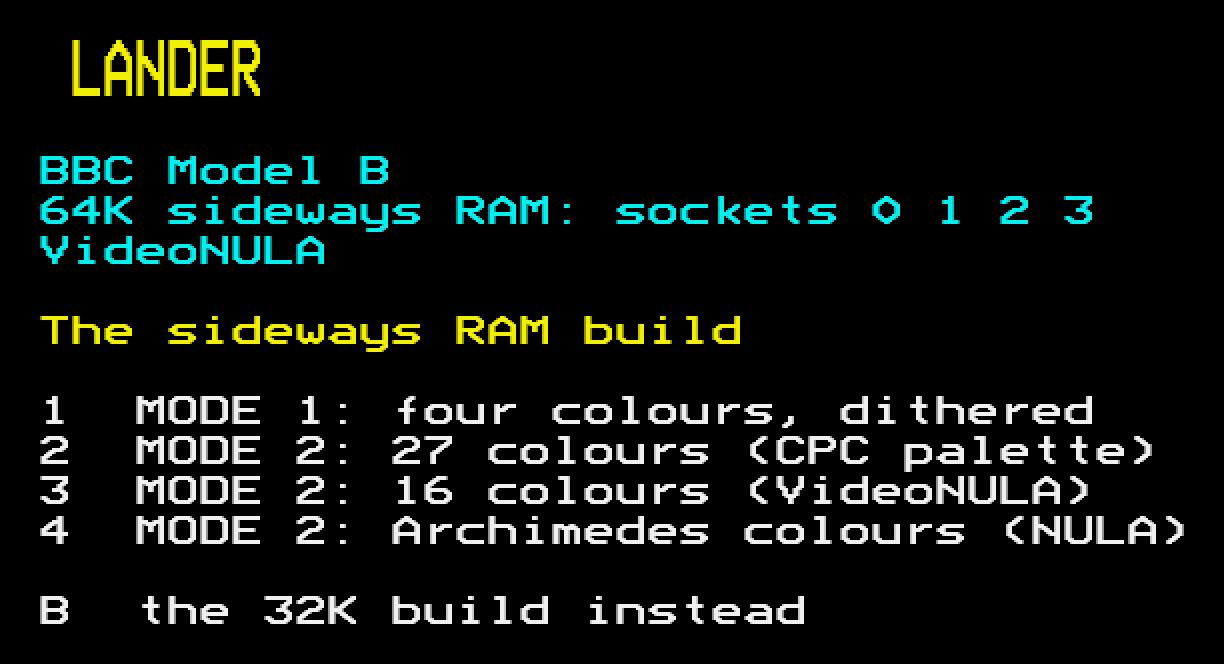 LANDER
BBC Model B
64K sideways RAM: sockets 0 1 2 3
VideoNULA
The sideways RAM build
1 MODE 1: four colours, dithered
2 MODE 2: 27 colours (CPC palette)
3 MODE 2: 16 colours (VideoNULA)
4 MODE 2: Archimedes colours (NULA)
B the 32K build instead